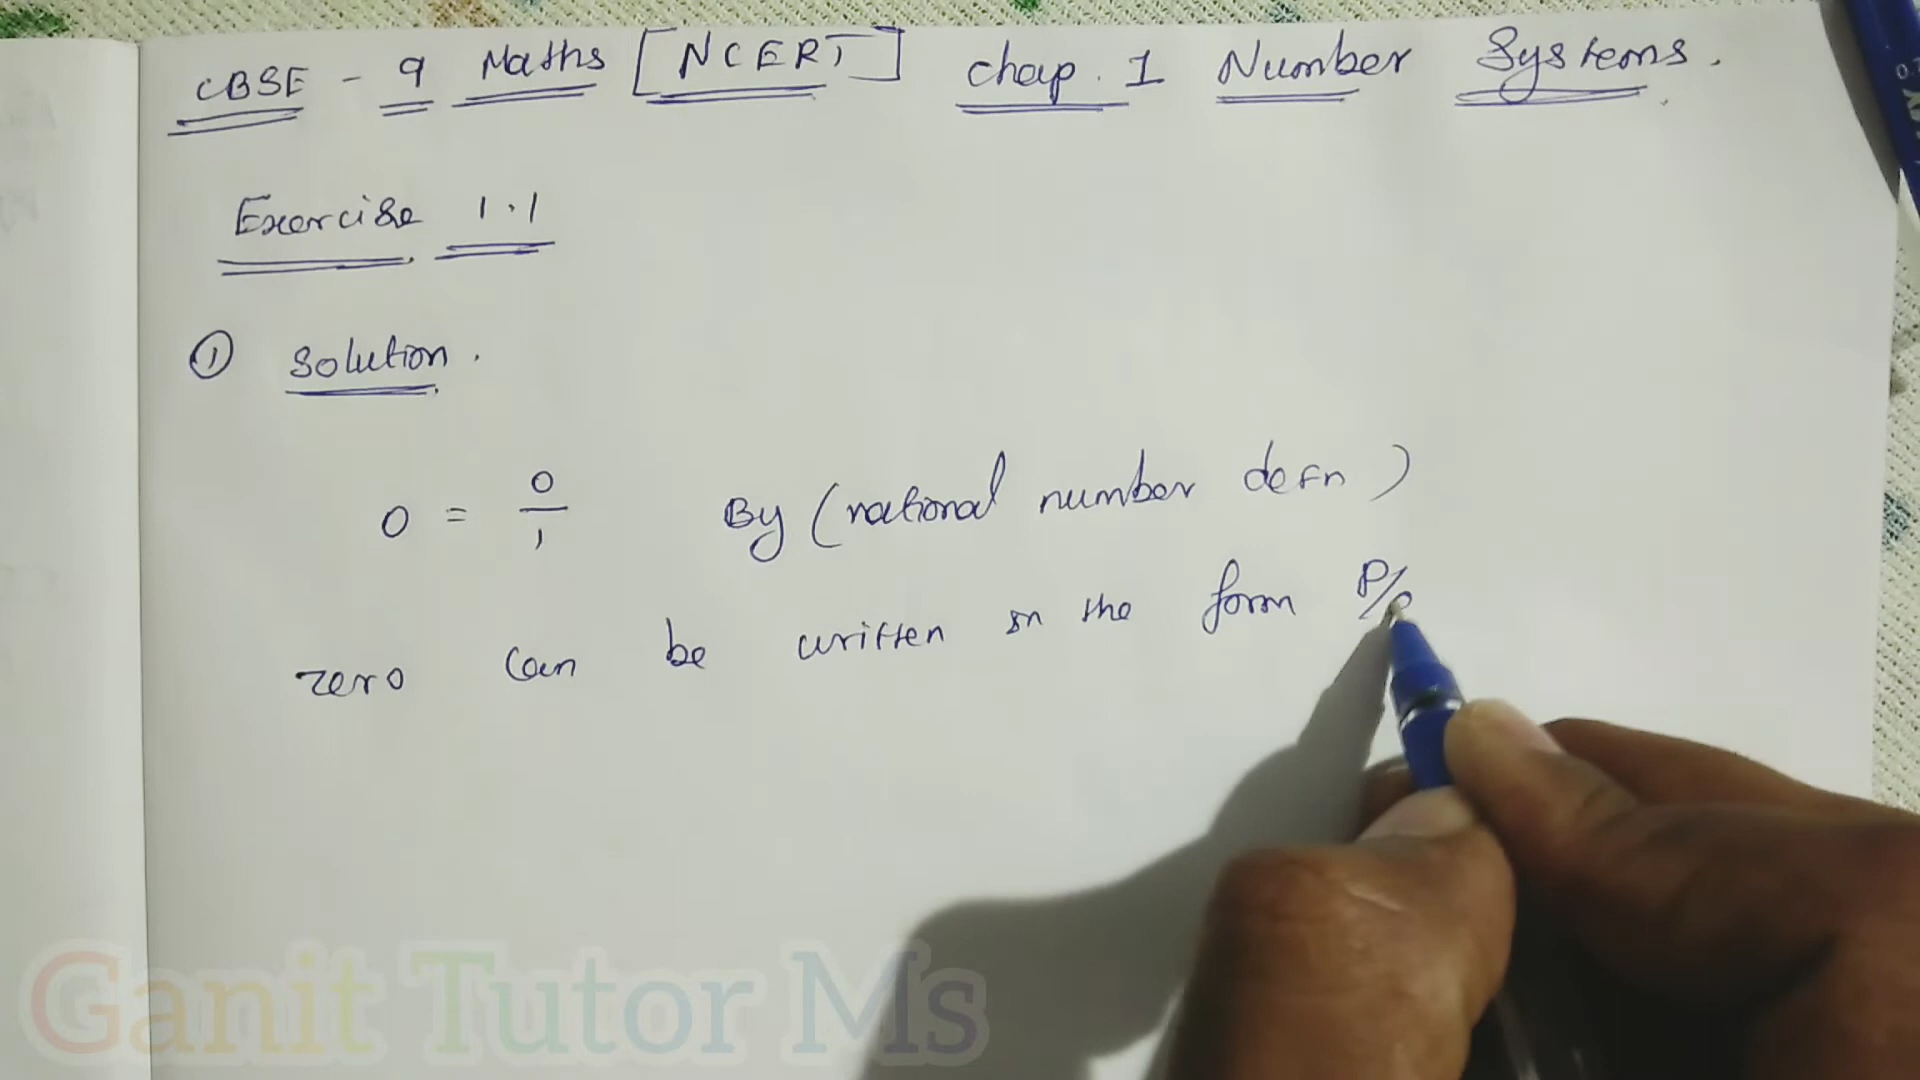 CBSE - 9 Maths [NCERT] chap. 1 Number Systems.
Exercise 1.1
① Solution.
0 = 0/1 By (rational number defn)
zero can be written in the form P/
Ganit Tutor Ms